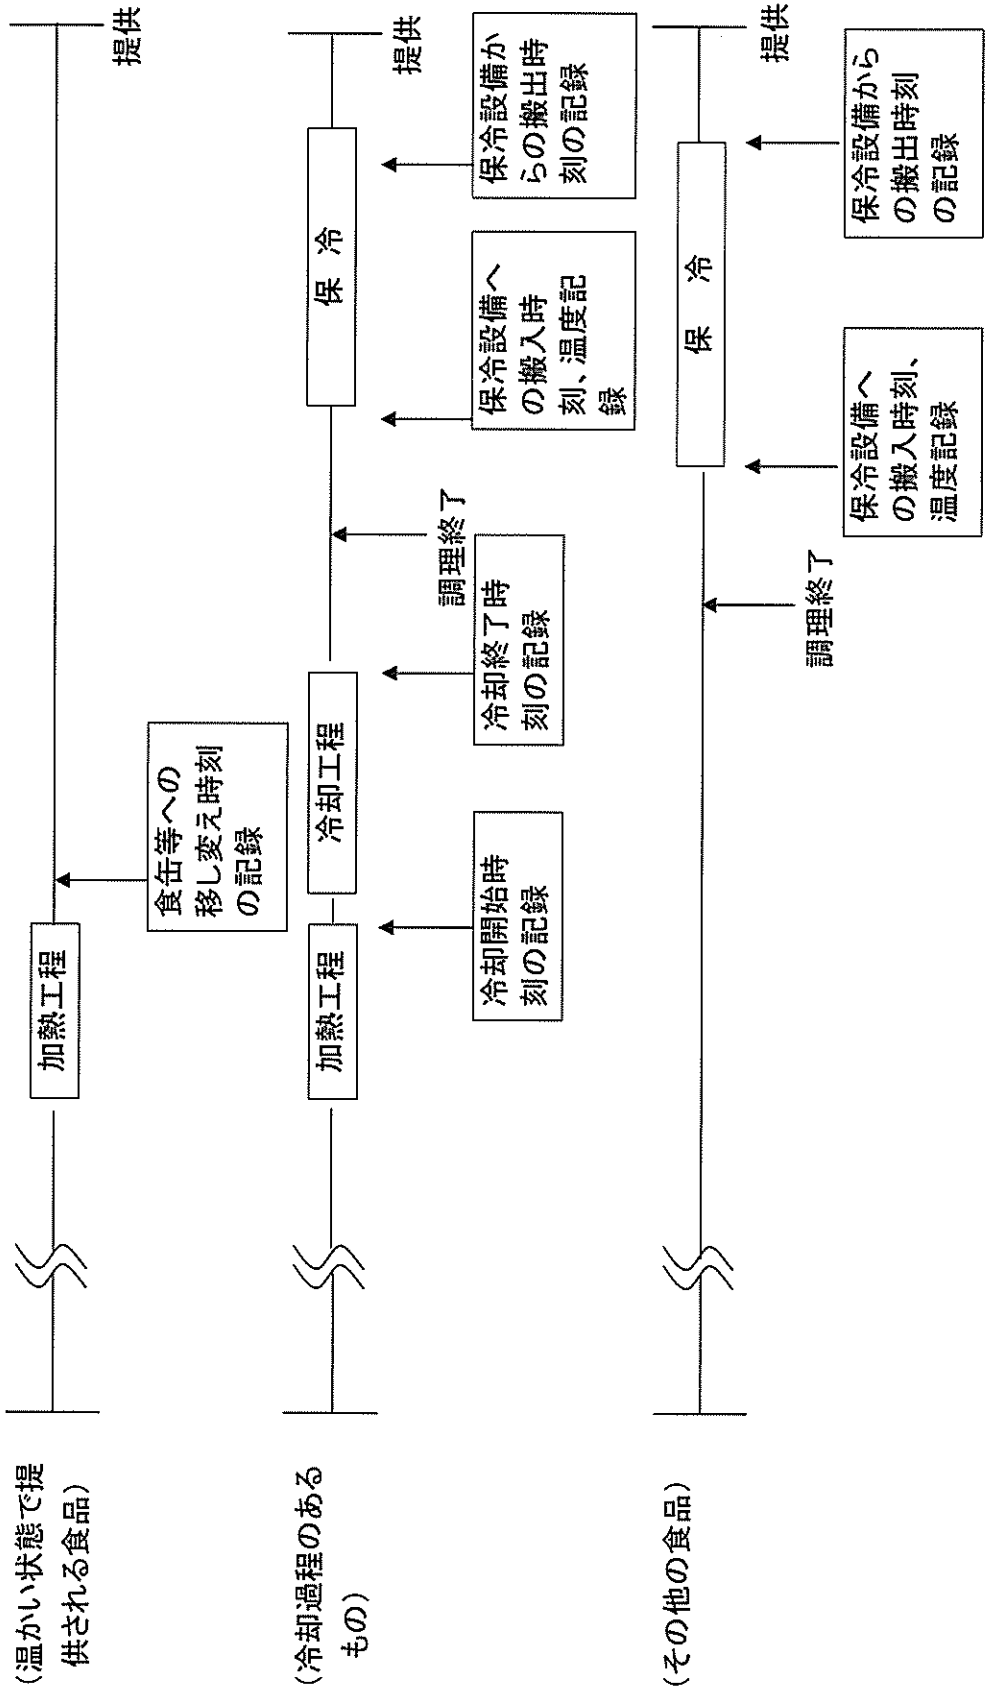 (温かい状態で提
供される食品)
加熱工程
食缶等への
移し変え時刻
の記録
提供
(冷却過程のある
もの)
加熱工程
冷却工程
保 冷
提供
冷却開始時
刻の記録
冷却終了時
刻の記録
調理終了
保冷設備へ
の搬入時
刻、温度記
録
保冷設備か
らの搬出時
刻の記録
(その他の食品)
保 冷
提供
調理終了
保冷設備へ
の搬入時刻、
温度記録
保冷設備から
の搬出時刻
の記録